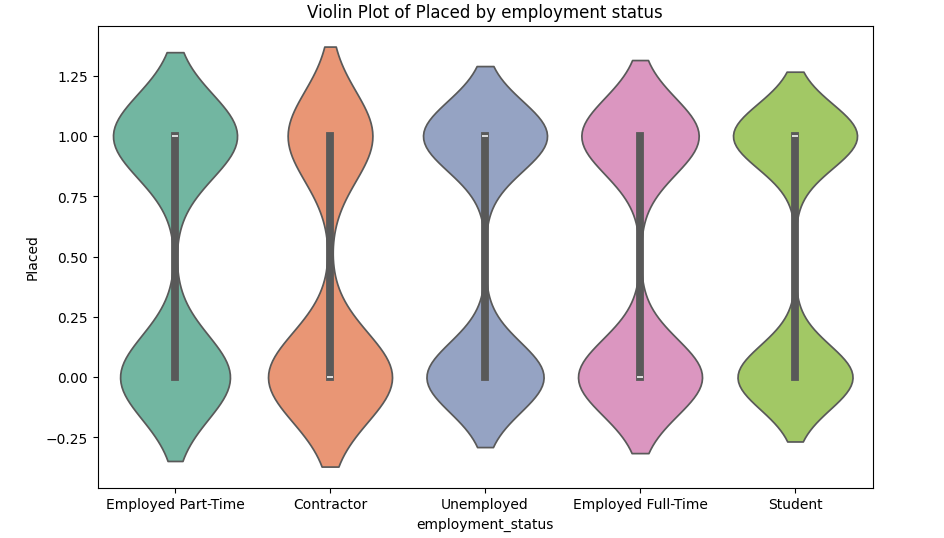 Violin Plot of Placed by employment status
Placed
1.25
1.00
0.75
0.50
0.25
0.00
−0.25
Employed Part-Time
Contractor
Unemployed
Employed Full-Time
Student
employment_status